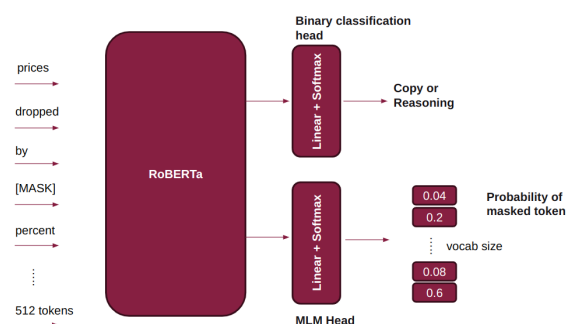 Binary classification
head
prices
dropped
by
[MASK]
percent
512 tokens
RoBERTa
Linear + Softmax
Copy or
Reasoning
Linear + Softmax
MLM Head
0.04
0.2
vocab size
0.08
0.6
Probability of
masked token